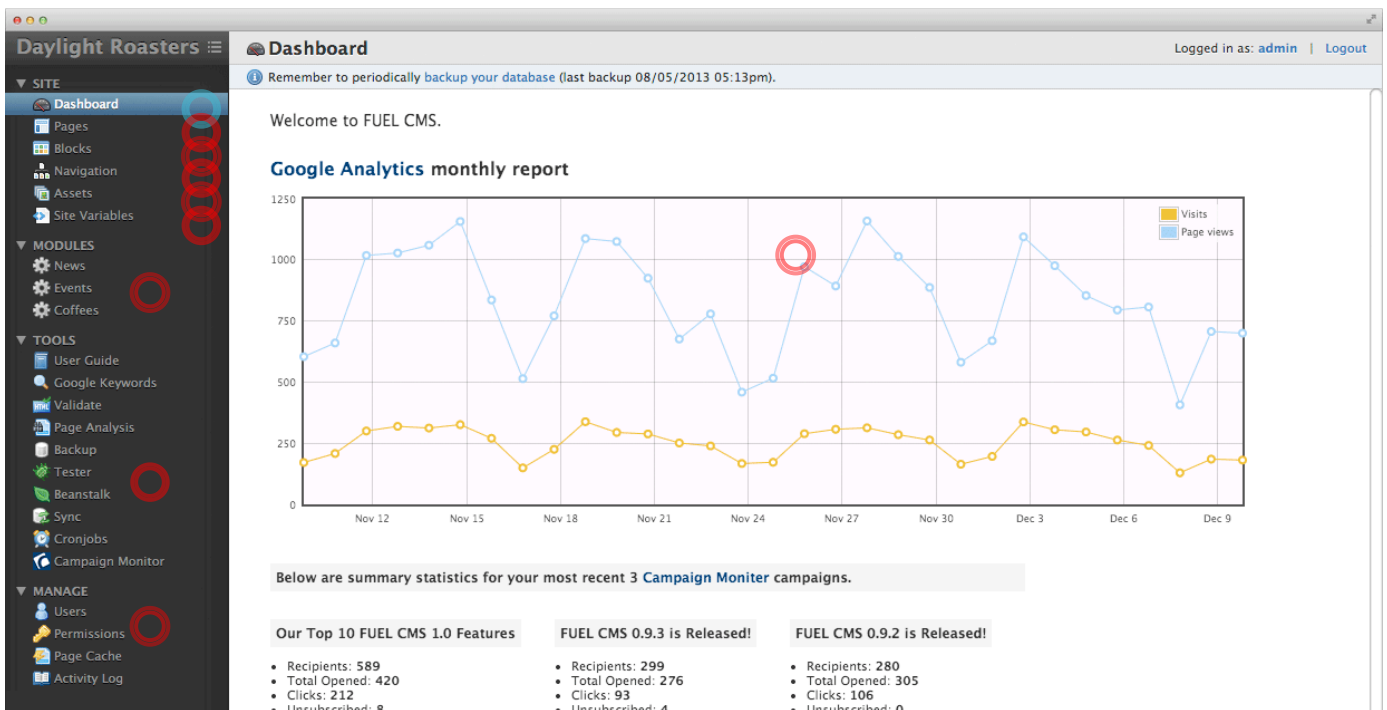 Daylight Roasters
Dashboard
Logged in as: admin | Logout
Remember to periodically backup your database (last backup 08/05/2013 05:13pm).
SITE
Dashboard
Pages
Blocks
Navigation
Assets
Site Variables
MODULES
News
Events
Coffees
TOOLS
User Guide
Google Keywords
Validate
Page Analysis
Backup
Tester
Beanstalk
Sync
Cronjobs
Campaign Monitor
MANAGE
Users
Permissions
Page Cache
Activity Log
Welcome to FUEL CMS.
Google Analytics monthly report
1250
1000
750
500
250
0
Visits
Page views
Nov 12 Nov 15 Nov 18 Nov 21 Nov 24 Nov 27 Nov 30 Dec 3 Dec 6 Dec 9
Below are summary statistics for your most recent 3 Campaign Moniter campaigns.
Our Top 10 FUEL CMS 1.0 Features
Recipients: 589
Total Opened: 420
Clicks: 212
Unsubscribed: 8
FUEL CMS 0.9.3 is Released!
Recipients: 299
Total Opened: 276
Clicks: 93
Unsubscribed: 4
FUEL CMS 0.9.2 is Released!
Recipients: 280
Total Opened: 305
Clicks: 106
Unsubscribed: 0